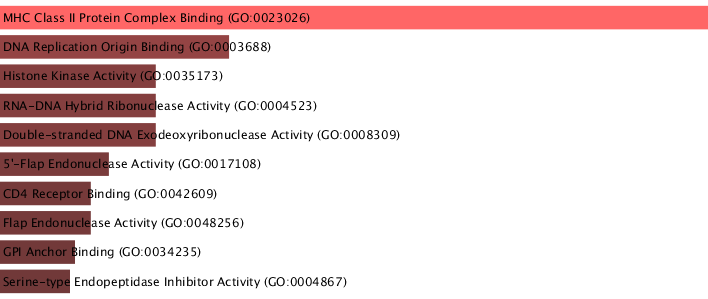 MHC Class II Protein Complex Binding (GO:0023026)
DNA Replication Origin Binding (GO:0003688)
Histone Kinase Activity (GO:0035173)
RNA-DNA Hybrid Ribonuclease Activity (GO:0004523)
Double-stranded DNA Exodeoxyribonuclease Activity (GO:0008309)
5'-Flap Endonuclease Activity (GO:0017108)
CD4 Receptor Binding (GO:0042609)
Flap Endonuclease Activity (GO:0048256)
GPI Anchor Binding (GO:0034235)
Serine-type Endopeptidase Inhibitor Activity (GO:0004867)